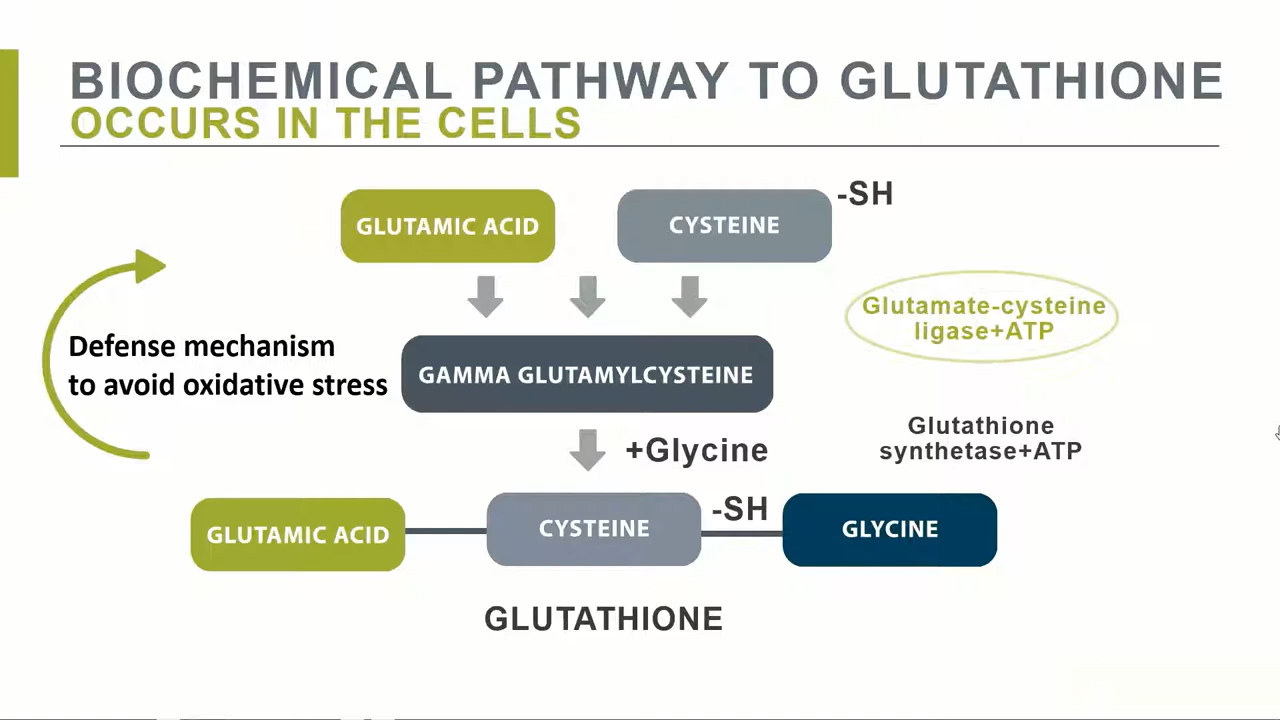 BIOCHEMICAL PATHWAY TO GLUTATHIONE
OCCURS IN THE CELLS
GLUTAMIC ACID
CYSTEINE
-SH
Glutamate-cysteine
ligase+ATP
Defense mechanism
to avoid oxidative stress
GAMMA GLUTAMYLCYSTEINE
+Glycine
Glutathione
synthetase+ATP
GLUTAMIC ACID
CYSTEINE
-SH
GLYCINE
GLUTATHIONE